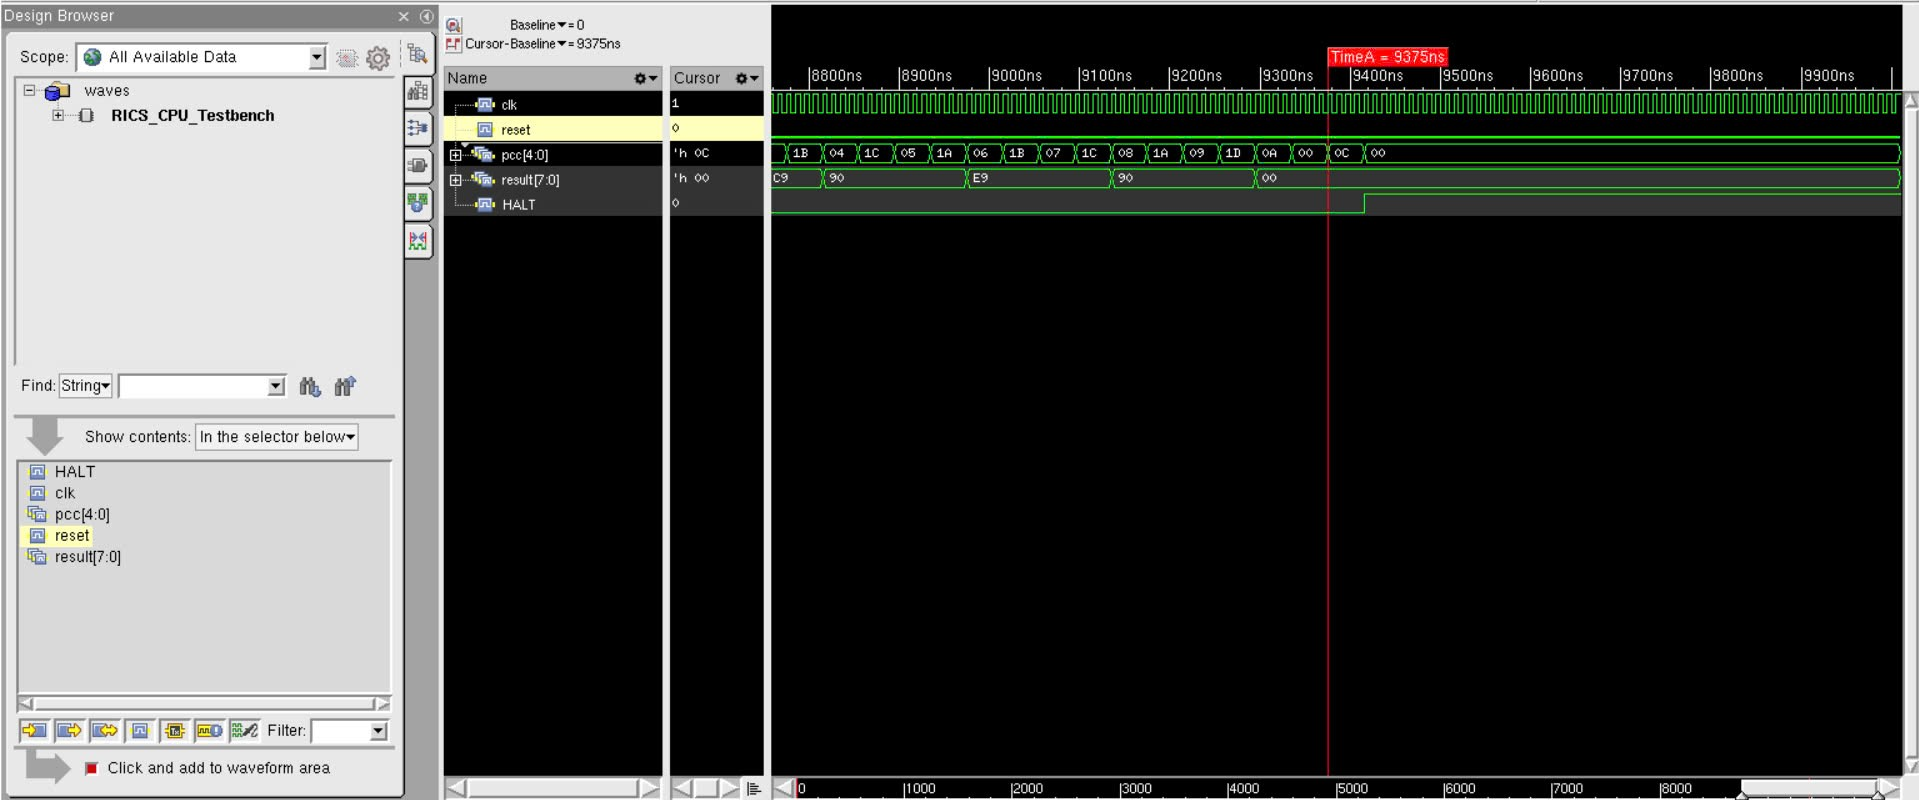 Design Browser
Scope: All Available Data
waves
RICS_CPU_Testbench
Find: String
Show contents: In the selector below
HALT
clk
pcc[4:0]
reset
result[7:0]
Filter:
Click and add to waveform area
Baseline = 0
Cursor-Baseline = 9375ns
Name Cursor
clk 1
reset 0
pcc[4:0] 'h 0C
result[7:0] 'h 00
HALT 0
TimeA = 9375ns
8800ns 8900ns 9000ns 9100ns 9200ns 9300ns 9400ns 9500ns 9600ns 9700ns 9800ns 9900ns
1B 04 1C 05 1A 06 1B 07 1C 08 1A 09 1D 0A 00 0C 00
C9 90 E9 90 00
0 1000 2000 3000 4000 5000 6000 7000 8000